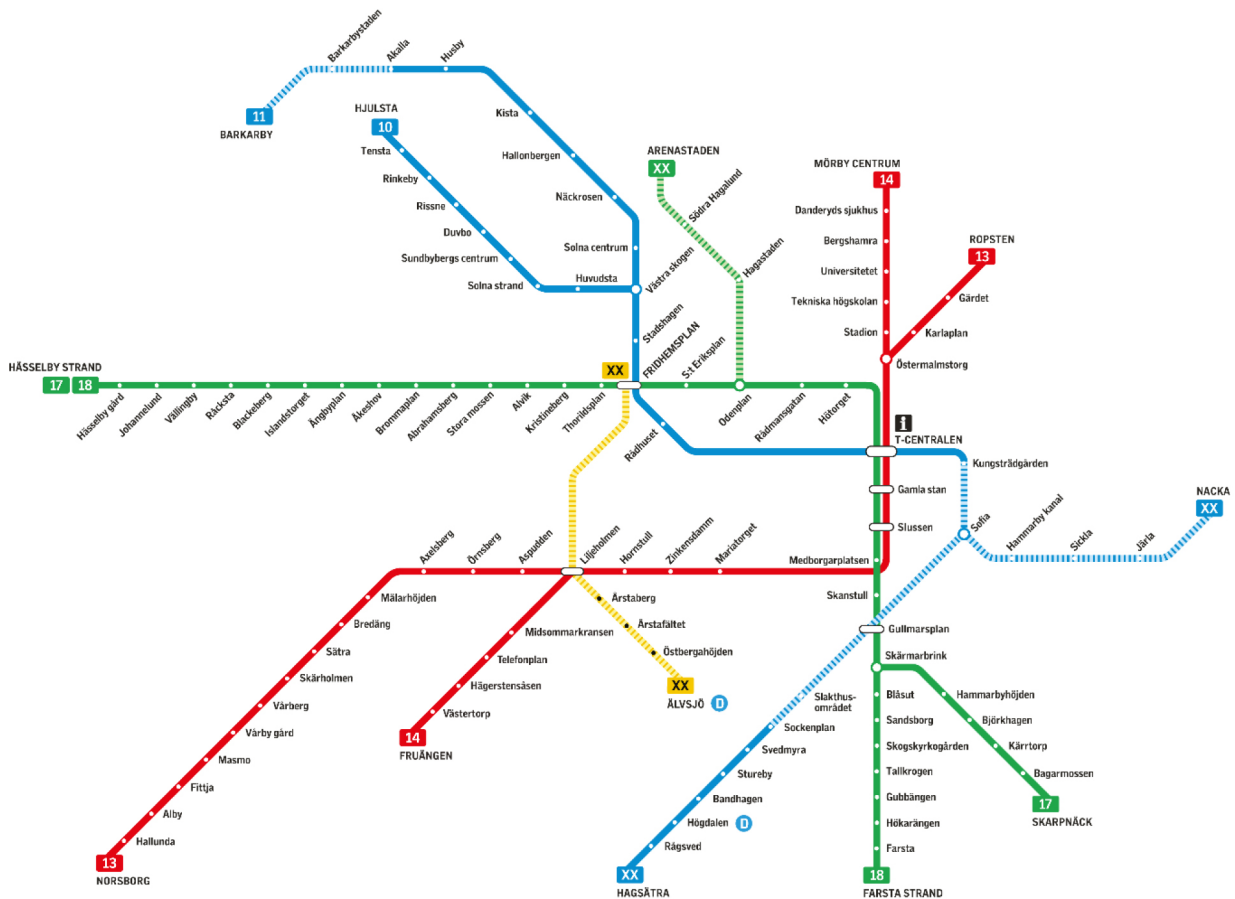 Barkarbystaden
Akalla
Husby
11
BARKARBY
HJULSTA
10
Tensta
Rinkeby
Rissne
Duvbo
Sundbybergs centrum
Solna strand
Huvudsta
Kista
Hallonbergen
Näckrosen
Solna centrum
Västra skogen
Stadshagen
FRIDHEMSPLAN
XX
ARENASTADEN
XX
Södra Hagalund
Hagastaden
S:t Eriksplan
Odenplan
Rådmansgatan
Hötorget
MÖRBY CENTRUM
14
Danderyds sjukhus
Bergshamra
Universitetet
Tekniska högskolan
Stadion
ROPSTEN
13
Gärdet
Karlaplan
Östermalmstorg
HÄSSELBY STRAND
17
18
Hässelby gård
Johannelund
Vällingby
Råcksta
Blackeberg
Islandstorget
Ängbyplan
Åkeshov
Brommaplan
Abrahamsberg
Stora mossen
Alvik
Kristineberg
Thorildsplan
Rådhuset
i
T-CENTRALEN
Kungsträdgården
Gamla stan
Slussen
Sofia
Hammarby kanal
Sickla
Järla
NACKA
XX
Medborgarplatsen
Skanstull
Gullmarsplan
Skärmarbrink
Axelsberg
Örnsberg
Aspudden
Liljeholmen
Hornstull
Zinkensdamm
Mariatorget
Mälarhöjden
Bredäng
Sätra
Skärholmen
Vårberg
Vårby gård
Masmo
Fittja
Alby
Hallunda
13
NORSBORG
Midsommarkransen
Telefonplan
Hägerstensåsen
Västertorp
14
FRUÄNGEN
Årstaberg
Årstafältet
Östbergahöjden
XX
ÄLVSJÖ D
Slakthus-
området
Sockenplan
Svedmyra
Stureby
Bandhagen
Högdalen D
Rågsved
XX
HAGSÄTRA
Blåsut
Sandsborg
Skogskyrkogården
Tallkrogen
Gubbängen
Hökarängen
Farsta
18
FARSTA STRAND
Hammarbyhöjden
Björkhagen
Kärrtorp
Bagarmossen
17
SKARPNÄCK